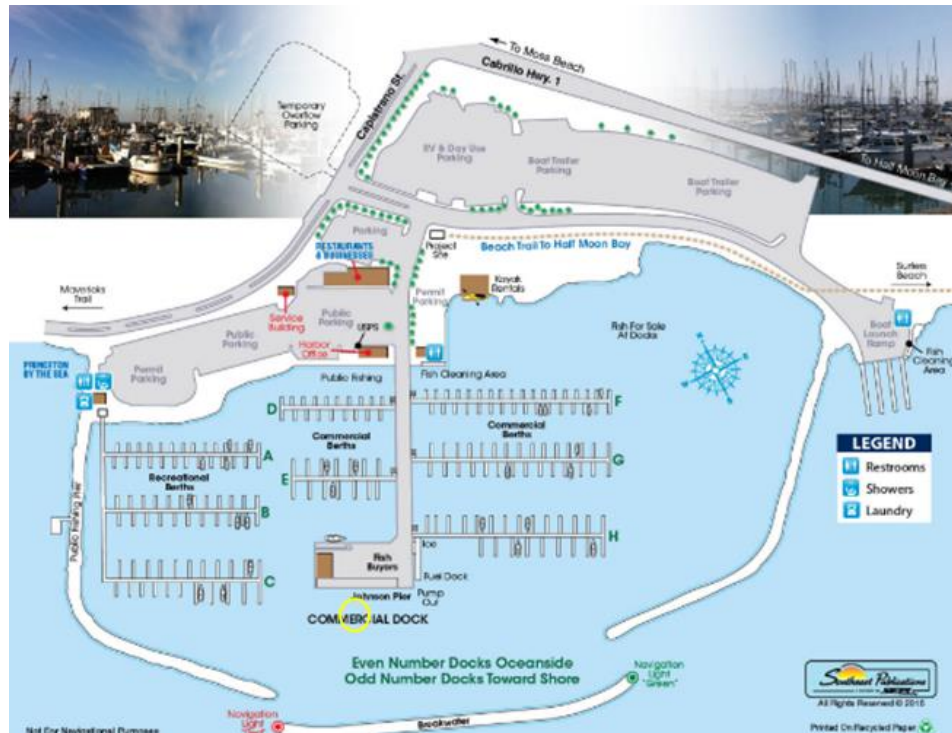 To Moss Beach
Cabrillo Hwy. 1
Capistrano St.
Temporary
Overflow
Parking
RV & Day Use
Parking
Boat Trailer
Parking
Boat Trailer
Parking
To Half Moon Bay
Parking
RESTAURANTS
& BUSINESSES
Project
Site
Beach Trail To Half Moon Bay
Mavericks
Trail
Service
Building
Public
Parking
Public
Parking
USPS
Permit
Parking
Kayak
Rentals
Surfers
Beach
Harbor
Office
Fish For Sale
At Docks
Boat
Launch
Ramp
Fish
Cleaning
Area
PRINCETON
BY THE SEA
Permit
Parking
Public Fishing
Fish Cleaning Area
D
Commercial
Berths
F
Commercial
Berths
A
Recreational
Berths
E
G
B
C
H
Public Fishing Pier
Ice
Fish
Buyers
Fuel Dock
Johnson Pier
Pump
Out
COMMERCIAL DOCK
LEGEND
Restrooms
Showers
Laundry
Even Number Docks Oceanside
Odd Number Docks Toward Shore
Navigation
Light
"Green"
Navigation
Light
Breakwater
Southeast Publications
All Rights Reserved © 2015
Printed On Recycled Paper
Not For Navigational Purposes